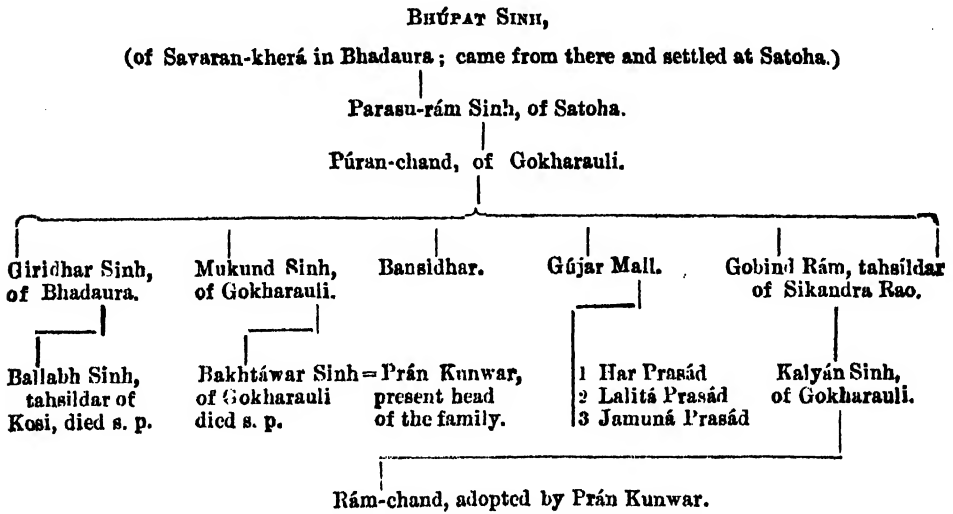 BHÚPAT SINH,
(of Savaran-kherá in Bhadaura; came from there and settled at Satoha.)
Parasu-rám Sinh, of Satoha.
Púran-chand, of Gokharauli.
Giridhar Sinh,
of Bhadaura.
Mukund Sinh,
of Gokharauli.
Bansidhar.
Gújar Mall.
Gobind Rám, tahsíldar
of Sikandra Rao.
Ballabh Sinh,
tahsildar of
Kosi, died s. p.
Bakhtáwar Sinh = Prán Kunwar,
of Gokharauli
died s. p.
present head
of the family.
1 Har Prasád
2 Lalitá Prasád
3 Jamuná Prasád
Kalyán Sinh,
of Gokharauli.
Rám-chand, adopted by Prán Kunwar.